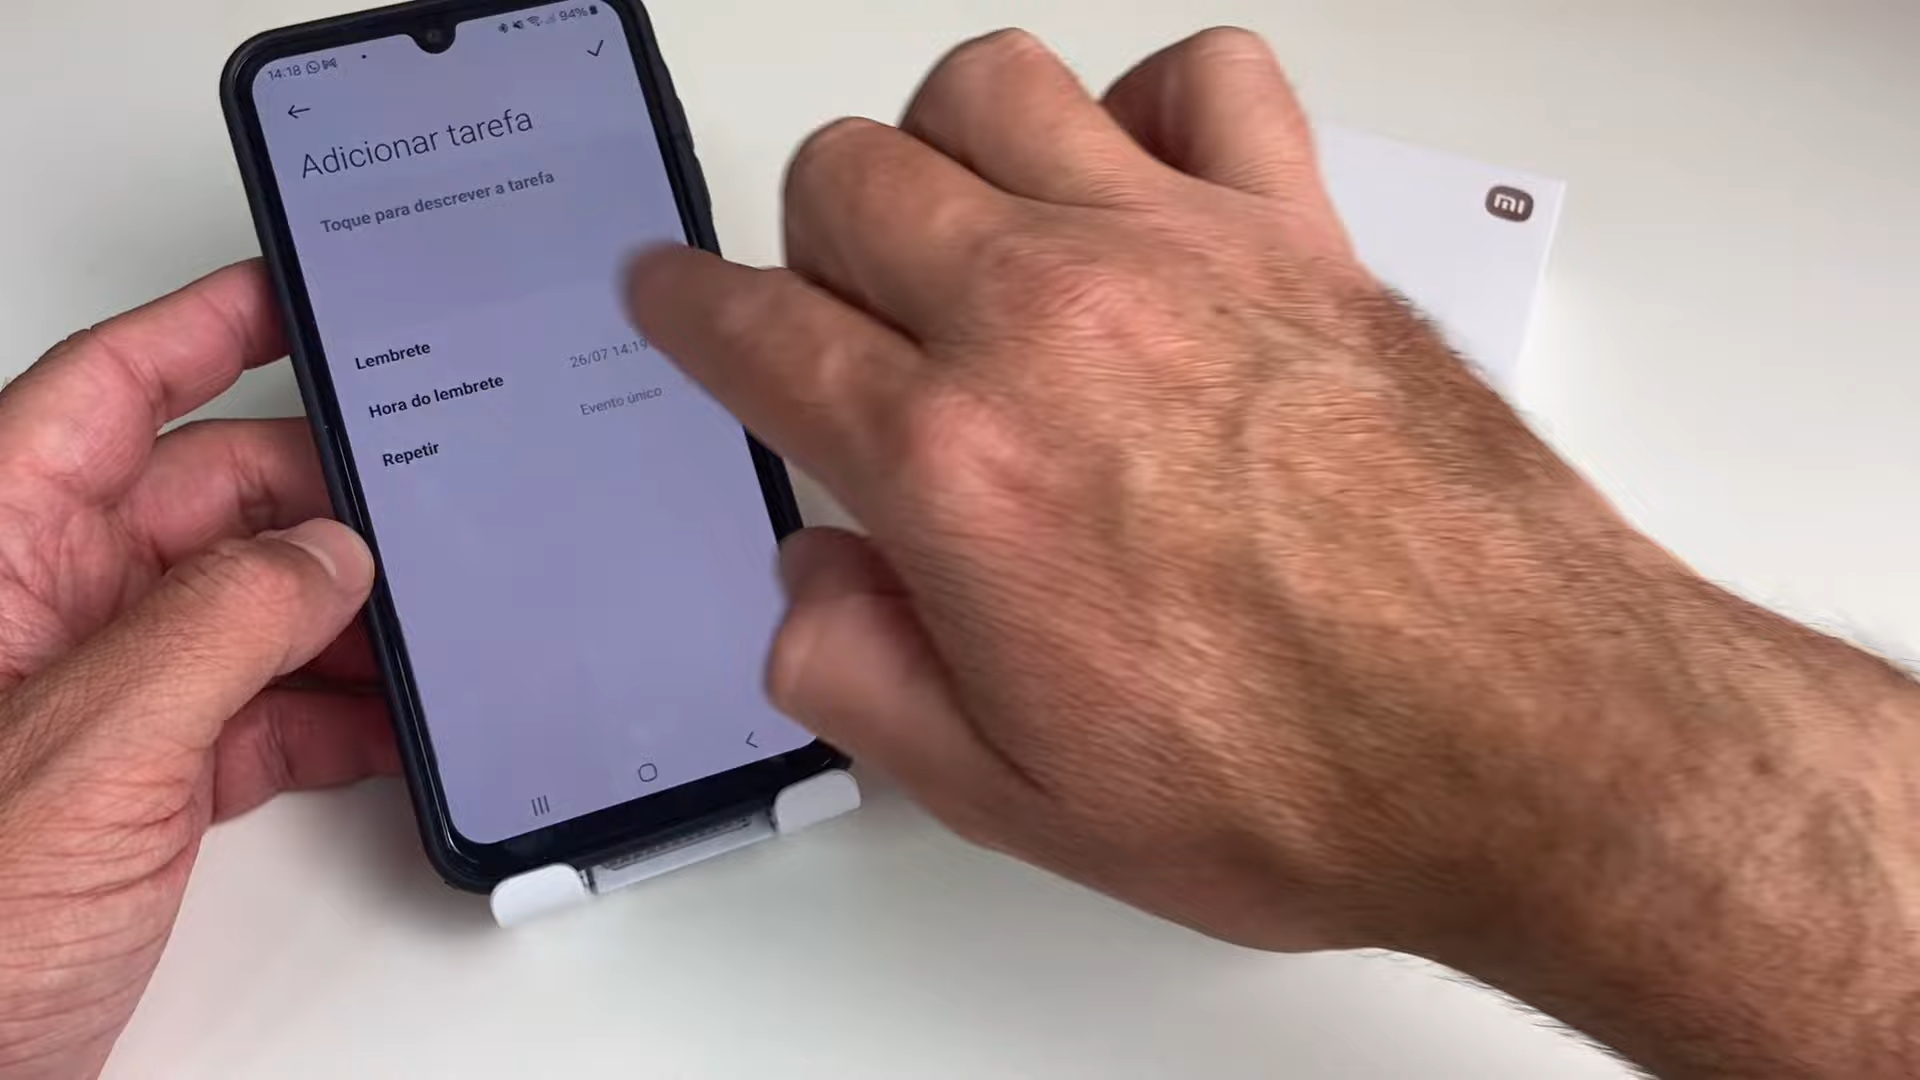 14:18
94%
Adicionar tarefa
Toque para descrever a tarefa
Lembrete
Hora do lembrete
26/07 14:19
Repetir
Evento único
mi